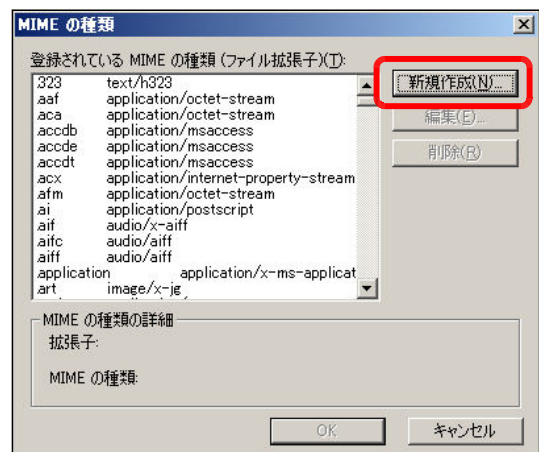 MIME の種類
登録されている MIME の種類 (ファイル拡張子)(T):
.323 text/h323
.aaf application/octet-stream
.aca application/octet-stream
.accdb application/msaccess
.accde application/msaccess
.accdt application/msaccess
.acx application/internet-property-stream
.afm application/octet-stream
.ai application/postscript
.aif audio/x-aiff
.aifc audio/aiff
.aiff audio/aiff
.application application/x-ms-applicat
.art image/x-jg
新規作成(N)...
編集(E)...
削除(R)
MIME の種類の詳細
拡張子:
MIME の種類:
OK
キャンセル